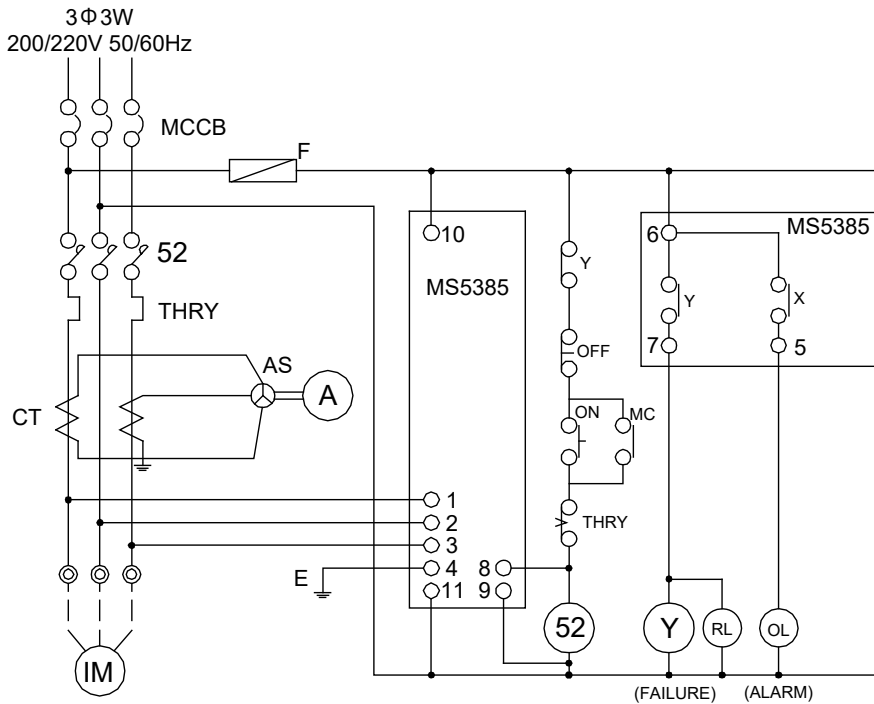 3Φ3W
200/220V 50/60Hz
MCCB
F
10
6
MS5385
52
Y
MS5385
Y
X
THRY
OFF
7
5
AS
A
ON
MC
CT
1
THRY
2
3
E
4
8
11
9
52
Y
RL
OL
IM
(FAILURE)
(ALARM)